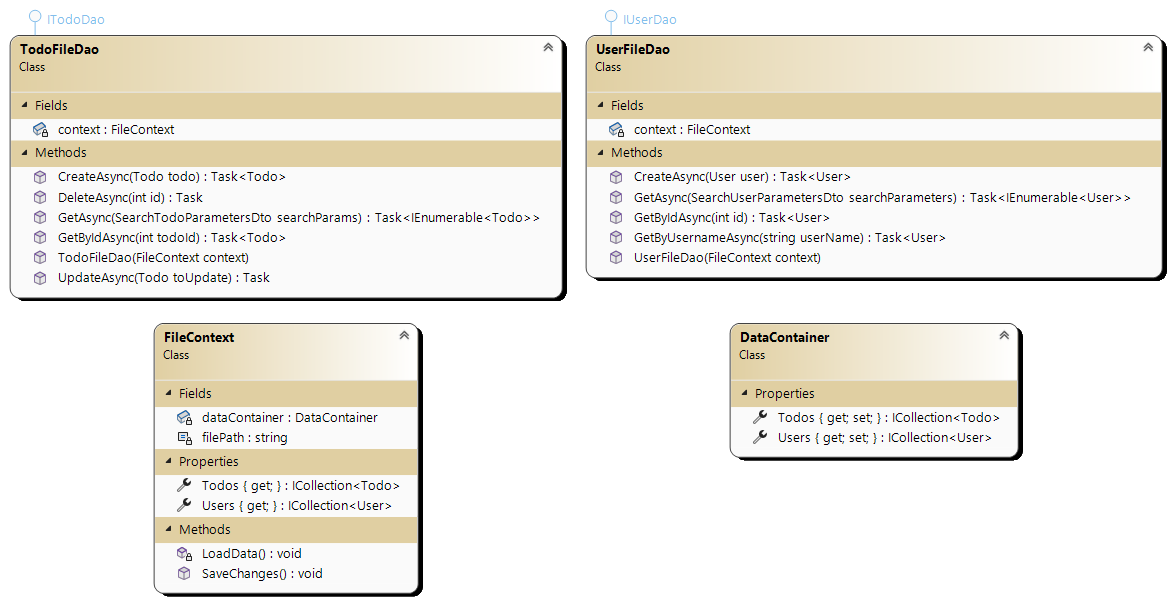 ITodoDao
TodoFileDao
Class
Fields
context : FileContext
Methods
CreateAsync(Todo todo) : Task<Todo>
DeleteAsync(int id) : Task
GetAsync(SearchTodoParametersDto searchParams) : Task<IEnumerable<Todo>>
GetByIdAsync(int todoId) : Task<Todo>
TodoFileDao(FileContext context)
UpdateAsync(Todo toUpdate) : Task
IUserDao
UserFileDao
Class
Fields
context : FileContext
Methods
CreateAsync(User user) : Task<User>
GetAsync(SearchUserParametersDto searchParameters) : Task<IEnumerable<User>>
GetByIdAsync(int id) : Task<User>
GetByUsernameAsync(string userName) : Task<User>
UserFileDao(FileContext context)
FileContext
Class
Fields
dataContainer : DataContainer
filePath : string
Properties
Todos { get; } : ICollection<Todo>
Users { get; } : ICollection<User>
Methods
LoadData() : void
SaveChanges() : void
DataContainer
Class
Properties
Todos { get; set; } : ICollection<Todo>
Users { get; set; } : ICollection<User>